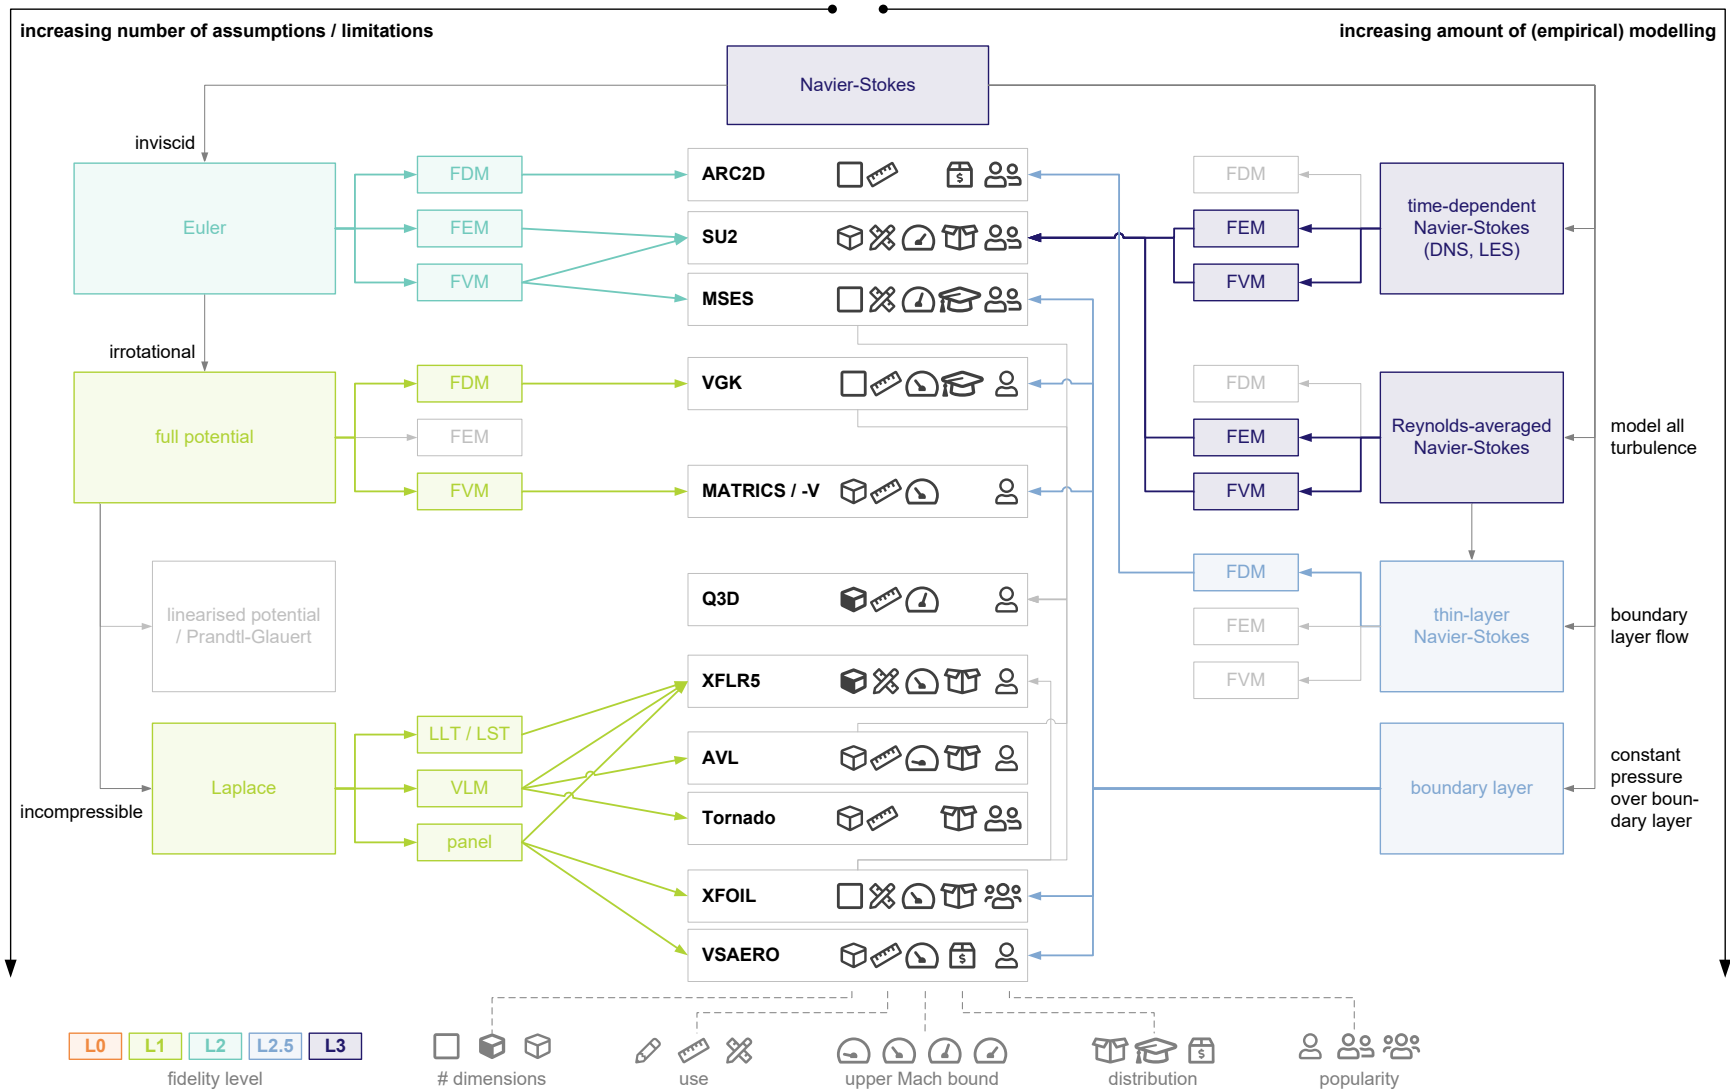 increasing number of assumptions / limitations
increasing amount of (empirical) modelling
Navier-Stokes
inviscid
Euler
FDM
FEM
FVM
irrotational
full potential
FDM
FEM
FVM
linearised potential
/ Prandtl-Glauert
incompressible
Laplace
LLT / LST
VLM
panel
ARC2D
$
SU2
MSES
VGK
MATRICS / -V
Q3D
XFLR5
AVL
Tornado
XFOIL
VSAERO
$
FDM
FEM
FVM
time-dependent
Navier-Stokes
(DNS, LES)
FDM
FEM
FVM
Reynolds-averaged
Navier-Stokes
model all
turbulence
FDM
FEM
FVM
thin-layer
Navier-Stokes
boundary
layer flow
boundary layer
constant
pressure
over boun-
dary layer
L0
L1
L2
L2.5
L3
fidelity level
# dimensions
use
upper Mach bound
$
distribution
popularity